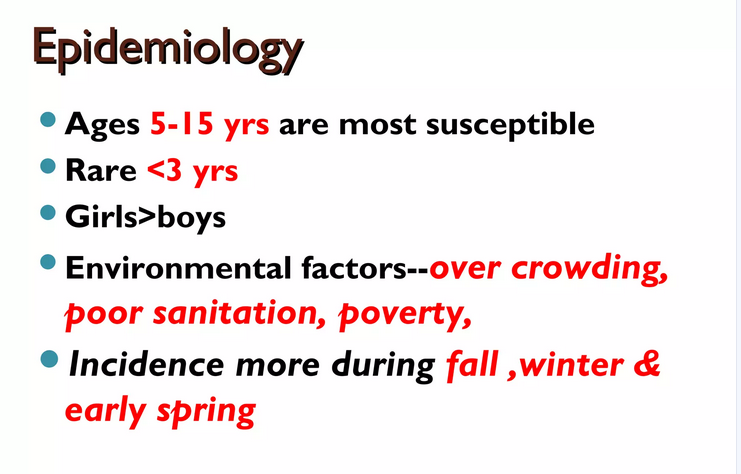 Epidemiology
Ages 5-15 yrs are most susceptible
Rare <3 yrs
Girls>boys
Environmental factors--over crowding,
poor sanitation, poverty,
Incidence more during fall ,winter &
early spring